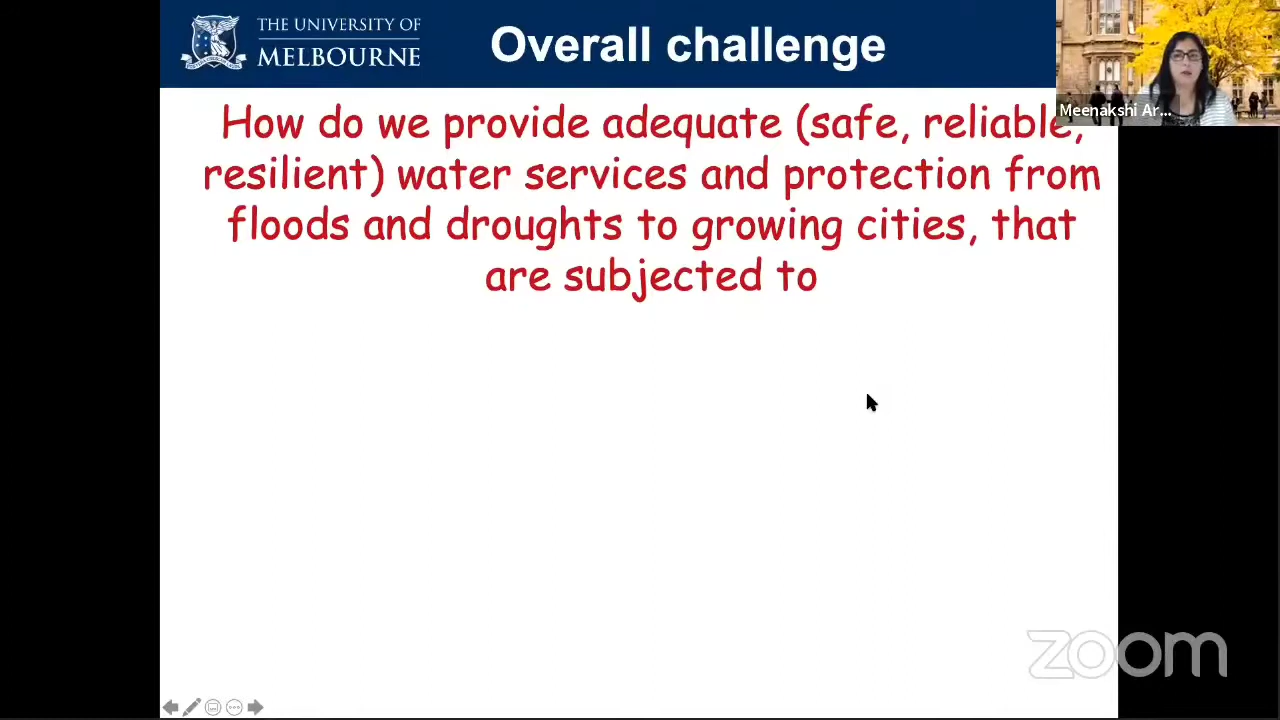 THE UNIVERSITY OF
MELBOURNE
Overall challenge
Meenakshi Ar...
How do we provide adequate (safe, reliable,
resilient) water services and protection from
floods and droughts to growing cities, that
are subjected to
zoom